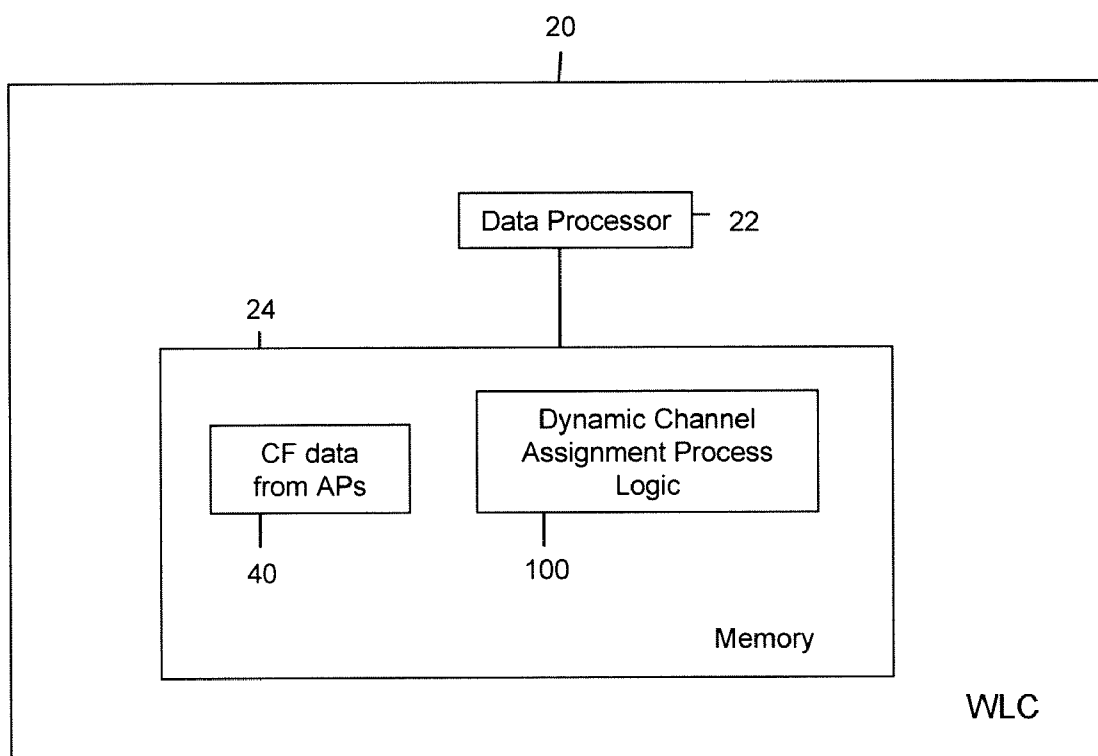 20
Data Processor
22
24
CF data
from APs
Dynamic Channel
Assignment Process
Logic
40
100
Memory
WLC